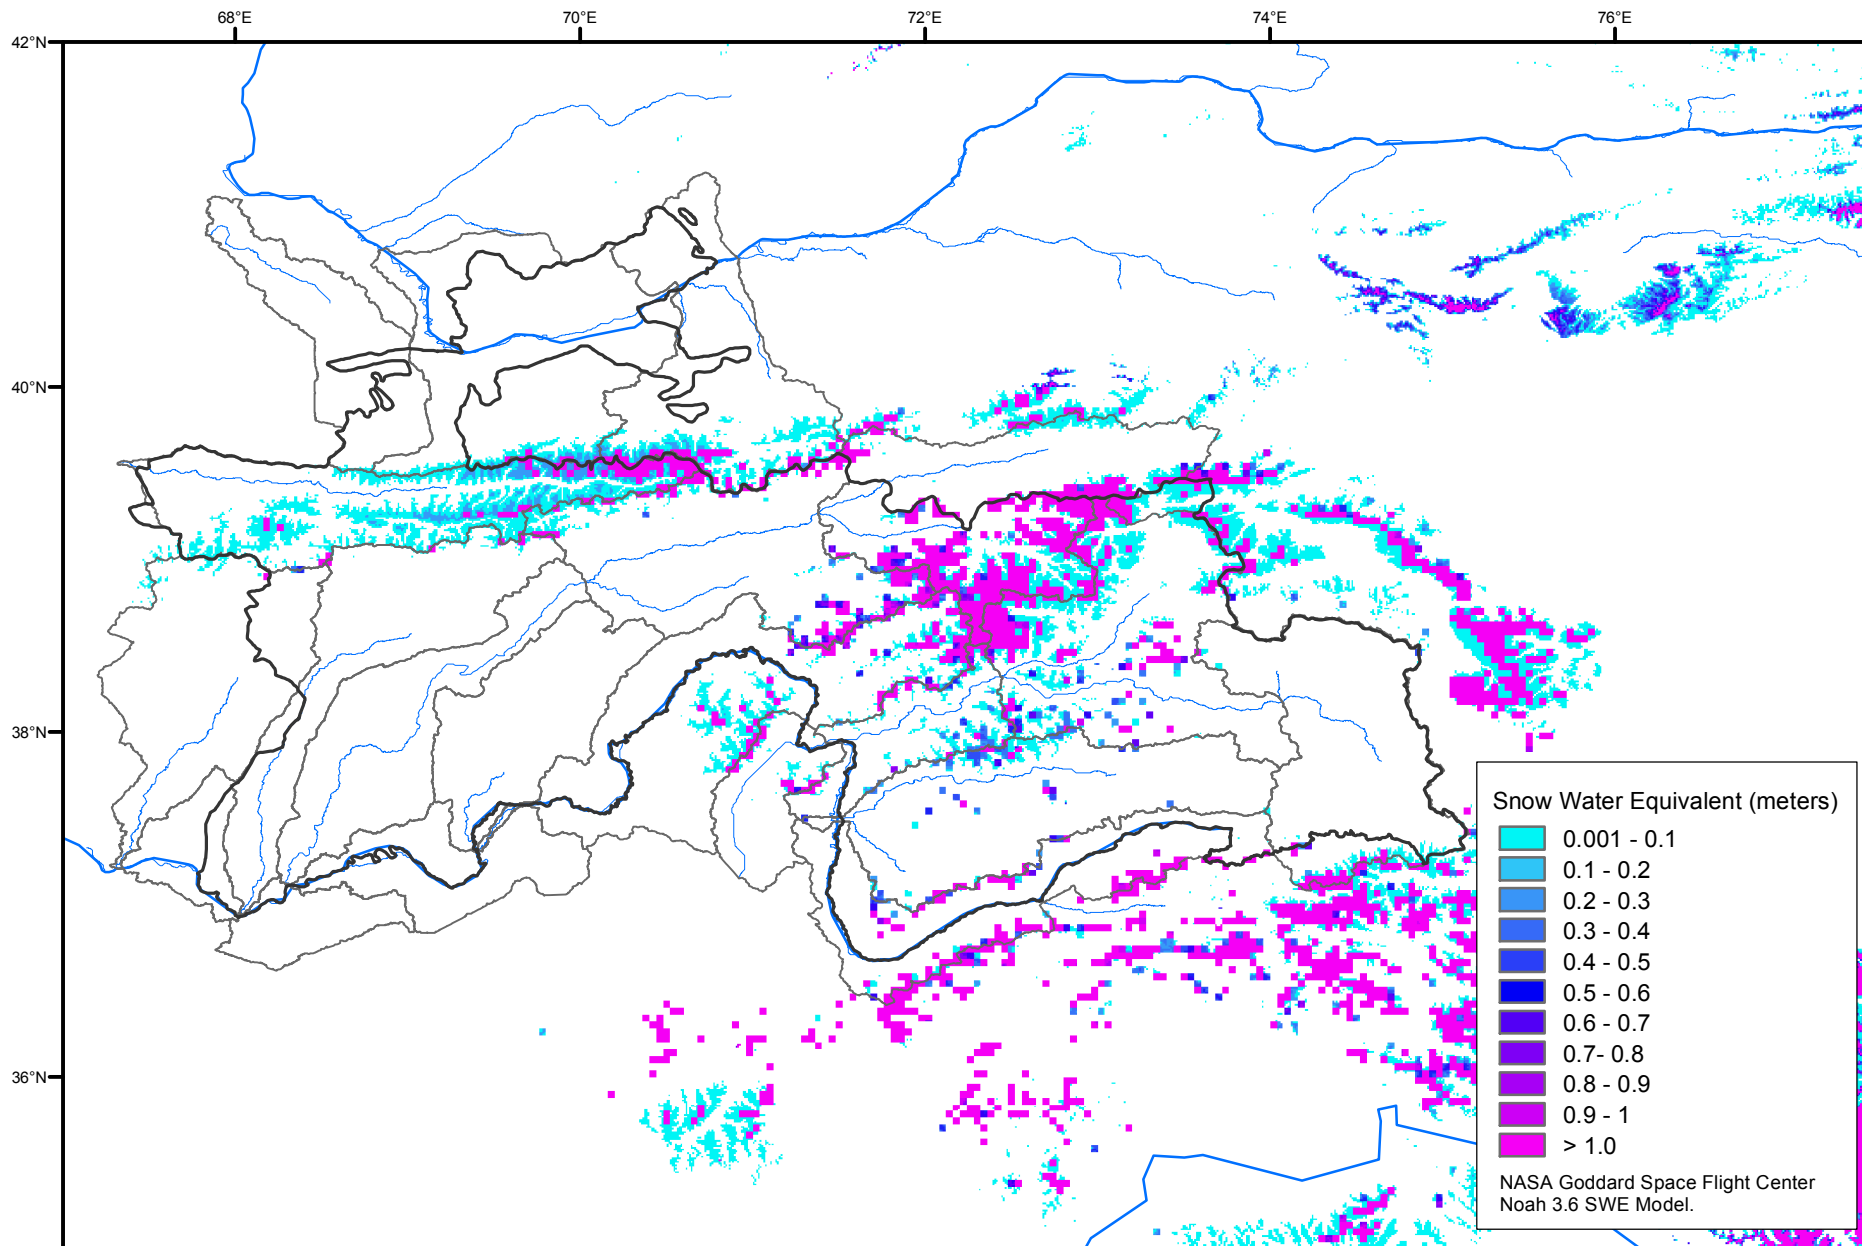 68°E 70°E 72°E 74°E 76°E
42°N
40°N
38°N
36°N
Snow Water Equivalent (meters)
0.001 - 0.1
0.1 - 0.2
0.2 - 0.3
0.3 - 0.4
0.4 - 0.5
0.5 - 0.6
0.6 - 0.7
0.7- 0.8
0.8 - 0.9
0.9 - 1
> 1.0
NASA Goddard Space Flight Center
Noah 3.6 SWE Model.